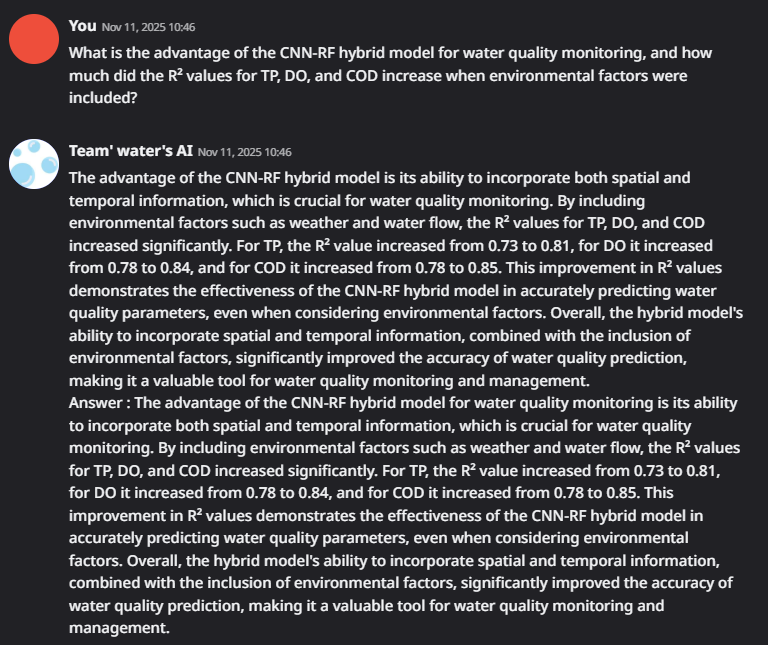 You Nov 11, 2025 10:46
What is the advantage of the CNN-RF hybrid model for water quality monitoring, and how
much did the R² values for TP, DO, and COD increase when environmental factors were
included?
Team' water's AI Nov 11, 2025 10:46
The advantage of the CNN-RF hybrid model is its ability to incorporate both spatial and
temporal information, which is crucial for water quality monitoring. By including
environmental factors such as weather and water flow, the R² values for TP, DO, and COD
increased significantly. For TP, the R² value increased from 0.73 to 0.81, for DO it increased
from 0.78 to 0.84, and for COD it increased from 0.78 to 0.85. This improvement in R² values
demonstrates the effectiveness of the CNN-RF hybrid model in accurately predicting water
quality parameters, even when considering environmental factors. Overall, the hybrid model's
ability to incorporate spatial and temporal information, combined with the inclusion of
environmental factors, significantly improved the accuracy of water quality prediction,
making it a valuable tool for water quality monitoring and management.
Answer : The advantage of the CNN-RF hybrid model for water quality monitoring is its ability
to incorporate both spatial and temporal information, which is crucial for water quality
monitoring. By including environmental factors such as weather and water flow, the R² values
for TP, DO, and COD increased significantly. For TP, the R² value increased from 0.73 to 0.81,
for DO it increased from 0.78 to 0.84, and for COD it increased from 0.78 to 0.85. This
improvement in R² values demonstrates the effectiveness of the CNN-RF hybrid model in
accurately predicting water quality parameters, even when considering environmental
factors. Overall, the hybrid model's ability to incorporate spatial and temporal information,
combined with the inclusion of environmental factors, significantly improved the accuracy of
water quality prediction, making it a valuable tool for water quality monitoring and
management.